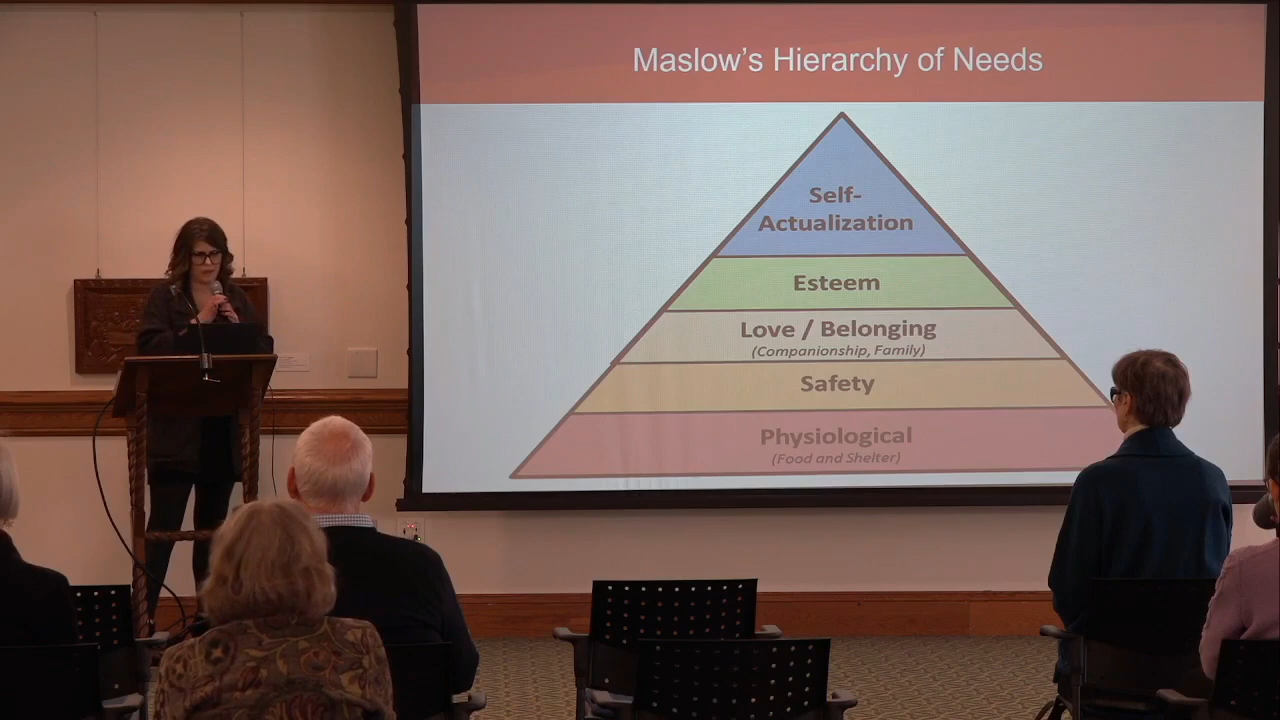 Maslow's Hierarchy of Needs
Self-
Actualization
Esteem
Love / Belonging
(Companionship, Family)
Safety
Physiological
(Food and Shelter)